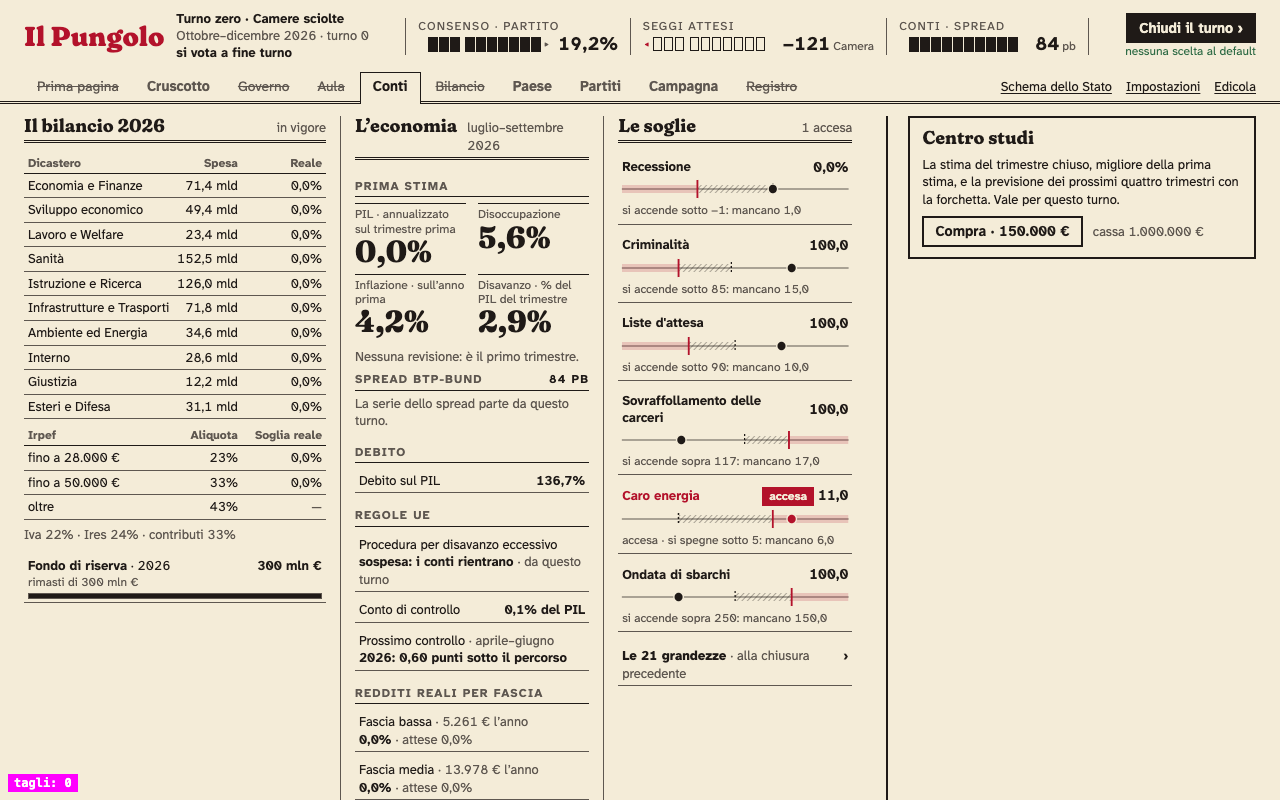 Il Pungolo
Turno zero · Camere sciolte
Ottobre–dicembre 2026 · turno 0
si vota a fine turno
CONSENSO · PARTITO
19,2%
SEGGI ATTESI
−121 Camera
CONTI · SPREAD
84 pb
Chiudi il turno ›
nessuna scelta al default
Prima pagina
Cruscotto
Governo
Aula
Conti
Bilancio
Paese
Partiti
Campagna
Registro
Schema dello Stato
Impostazioni
Edicola
Il bilancio 2026
in vigore
Dicastero Spesa Reale
Economia e Finanze 71,4 mld 0,0%
Sviluppo economico 49,4 mld 0,0%
Lavoro e Welfare 23,4 mld 0,0%
Sanità 152,5 mld 0,0%
Istruzione e Ricerca 126,0 mld 0,0%
Infrastrutture e Trasporti 71,8 mld 0,0%
Ambiente ed Energia 34,6 mld 0,0%
Interno 28,6 mld 0,0%
Giustizia 12,2 mld 0,0%
Esteri e Difesa 31,1 mld 0,0%
Irpef Aliquota Soglia reale
fino a 28.000 € 23% 0,0%
fino a 50.000 € 33% 0,0%
oltre 43% —
Iva 22% · Ires 24% · contributi 33%
Fondo di riserva · 2026 300 mln €
rimasti di 300 mln €
L’economia
luglio–settembre
2026
PRIMA STIMA
PIL · annualizzato
sul trimestre prima
0,0%
Disoccupazione
5,6%
Inflazione · sull’anno
prima
4,2%
Disavanzo · % del
PIL del trimestre
2,9%
Nessuna revisione: è il primo trimestre.
SPREAD BTP-BUND 84 PB
La serie dello spread parte da questo
turno.
DEBITO
Debito sul PIL 136,7%
REGOLE UE
Procedura per disavanzo eccessivo
sospesa: i conti rientrano · da questo
turno
Conto di controllo 0,1% del PIL
Prossimo controllo · aprile–giugno
2026: 0,60 punti sotto il percorso
REDDITI REALI PER FASCIA
Fascia bassa · 5.261 € l’anno
0,0% · attese 0,0%
Fascia media · 13.978 € l’anno
0,0% · attese 0,0%
Le soglie
1 accesa
Recessione 0,0%
si accende sotto −1: mancano 1,0
Criminalità 100,0
si accende sotto 85: mancano 15,0
Liste d'attesa 100,0
si accende sotto 90: mancano 10,0
Sovraffollamento delle
carceri
100,0
si accende sopra 117: mancano 17,0
Caro energia accesa 11,0
accesa · si spegne sotto 5: mancano 6,0
Ondata di sbarchi 100,0
si accende sopra 250: mancano 150,0
Le 21 grandezze · alla chiusura ›
precedente
Centro studi
La stima del trimestre chiuso, migliore della prima
stima, e la previsione dei prossimi quattro trimestri con
la forchetta. Vale per questo turno.
Compra · 150.000 €
cassa 1.000.000 €
tagli: 0